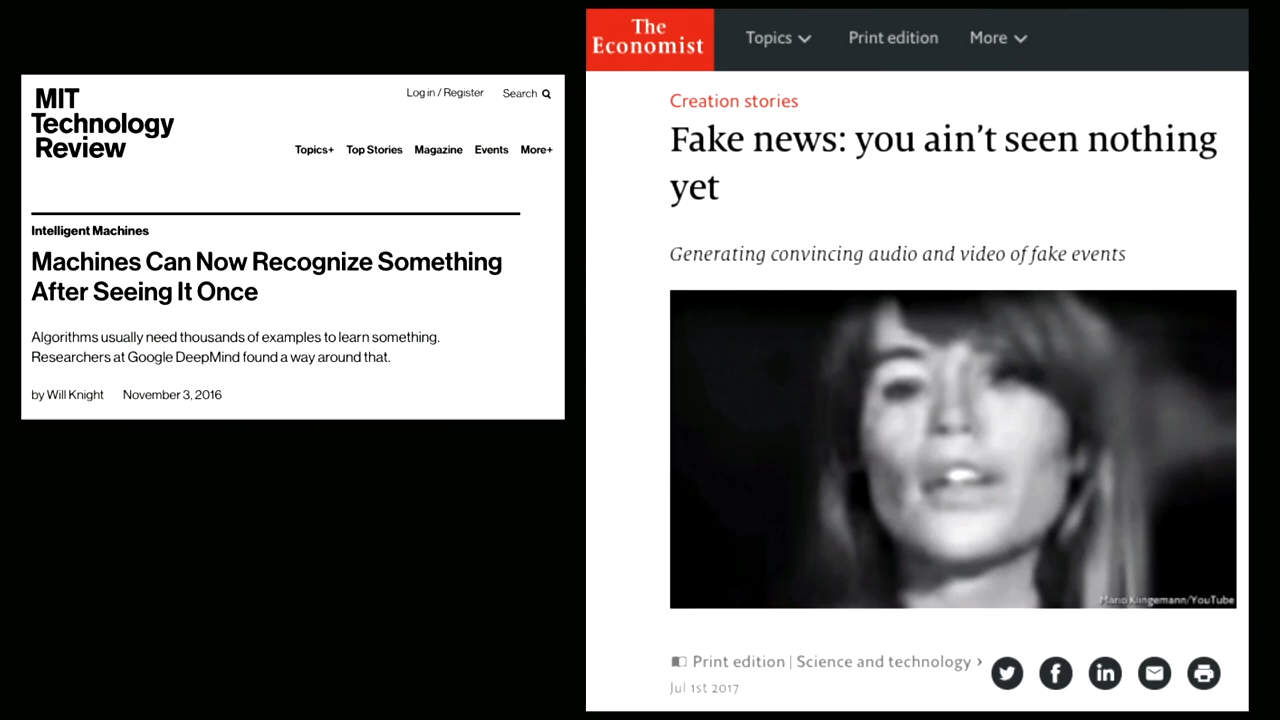 MIT
Technology
Review
Log in / Register
Search
Topics+ Top Stories Magazine Events More+
Intelligent Machines
Machines Can Now Recognize Something
After Seeing It Once
Algorithms usually need thousands of examples to learn something.
Researchers at Google DeepMind found a way around that.
by Will Knight November 3, 2016
The
Economist
Topics Print edition More
Creation stories
Fake news: you ain't seen nothing
yet
Generating convincing audio and video of fake events
Mario Klingemann/YouTube
Print edition | Science and technology ›
Jul 1st 2017